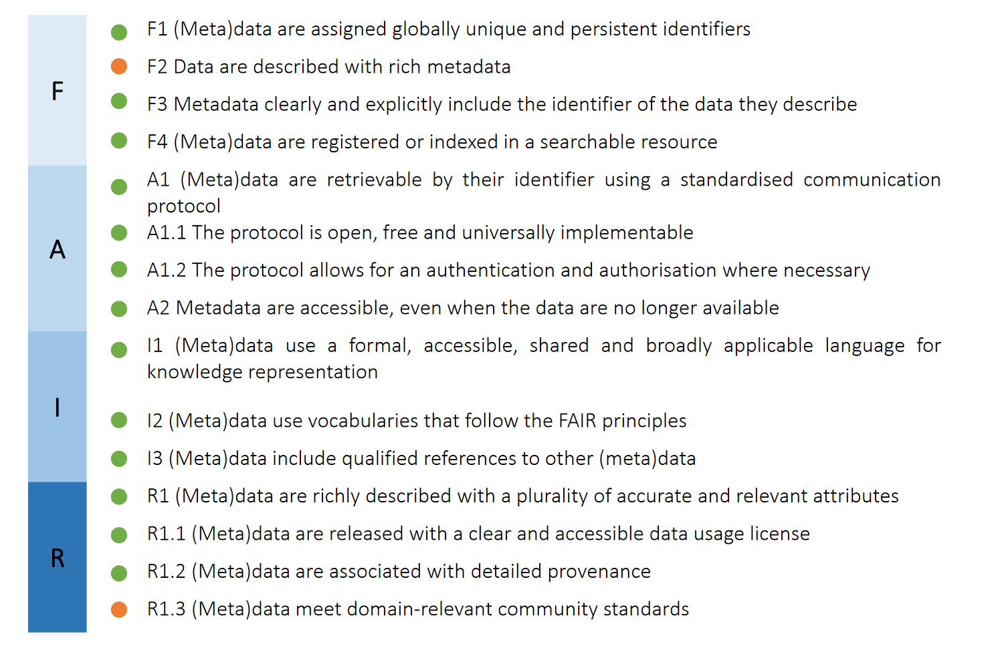 F
F1 (Meta)data are assigned globally unique and persistent identifiers
F2 Data are described with rich metadata
F3 Metadata clearly and explicitly include the identifier of the data they describe
F4 (Meta)data are registered or indexed in a searchable resource
A
A1 (Meta)data are retrievable by their identifier using a standardised communication
protocol
A1.1 The protocol is open, free and universally implementable
A1.2 The protocol allows for an authentication and authorisation where necessary
A2 Metadata are accessible, even when the data are no longer available
I
I1 (Meta)data use a formal, accessible, shared and broadly applicable language for
knowledge representation
I2 (Meta)data use vocabularies that follow the FAIR principles
I3 (Meta)data include qualified references to other (meta)data
R
R1 (Meta)data are richly described with a plurality of accurate and relevant attributes
R1.1 (Meta)data are released with a clear and accessible data usage license
R1.2 (Meta)data are associated with detailed provenance
R1.3 (Meta)data meet domain-relevant community standards